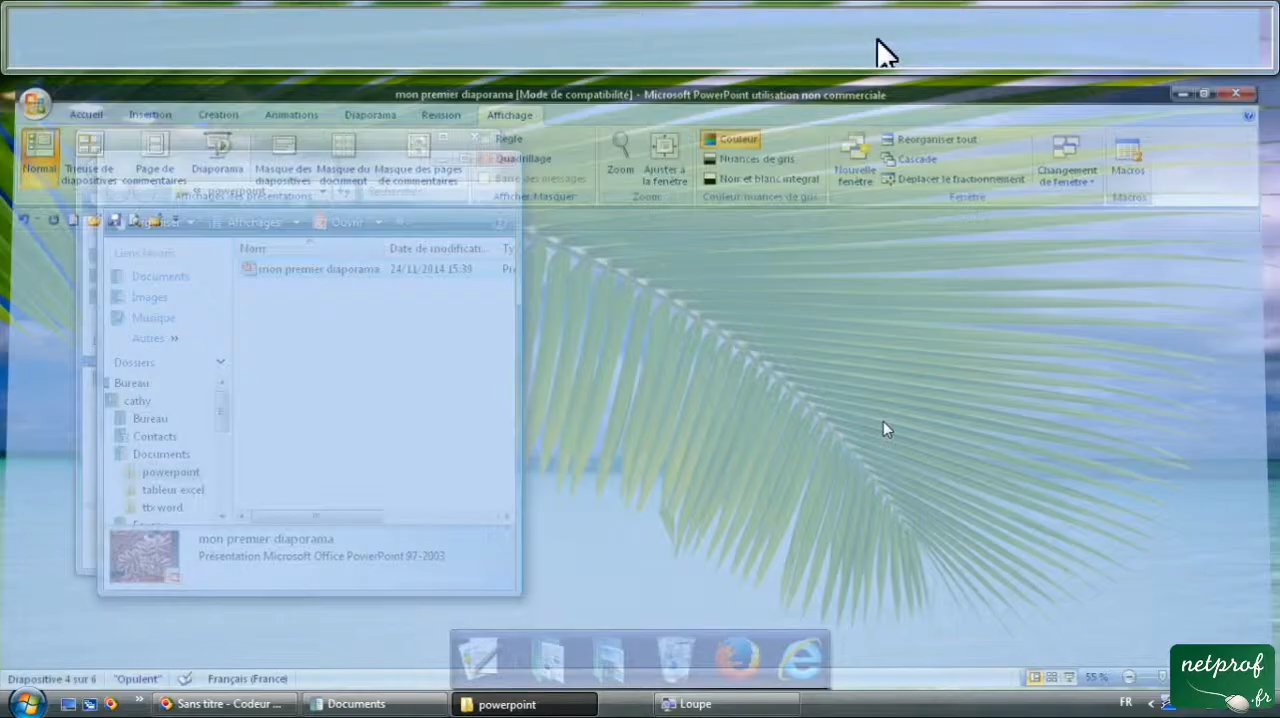 mon premier diaporama [Mode de compatibilité] - Microsoft PowerPoint utilisation non commerciale
Accueil Insertion Création Animations Diaporama Révision Affichage
Normal Trieuse de diapositives Page de commentaires Diaporama Masque des diapositives Masque du document Masque des pages de commentaires
Affichages des présentations
Règle
Quadrillage
Barre des messages
Afficher/Masquer
Zoom Ajuster à la fenêtre
Zoom
Couleur
Nuances de gris
Noir et blanc intégral
Couleur/nuances de gris
Nouvelle fenêtre
Réorganiser tout
Cascade
Déplacer le fractionnement
Changement de fenêtre
Fenêtre
Macros
Macros
powerpoint
Affichages Ouvrir
Liens favoris
Documents
Images
Musique
Autres »
Dossiers
Bureau
cathy
Bureau
Contacts
Documents
powerpoint
tableur excel
ttx word
Nom Date de modificati... Ty
mon premier diaporama 24/11/2014 15:39 Pré
mon premier diaporama
Présentation Microsoft Office PowerPoint 97-2003
Diapositive 4 sur 6 "Opulent" Français (France)
55 %
Sans titre - Codeur ... Documents powerpoint Loupe
FR
netprof
.fr